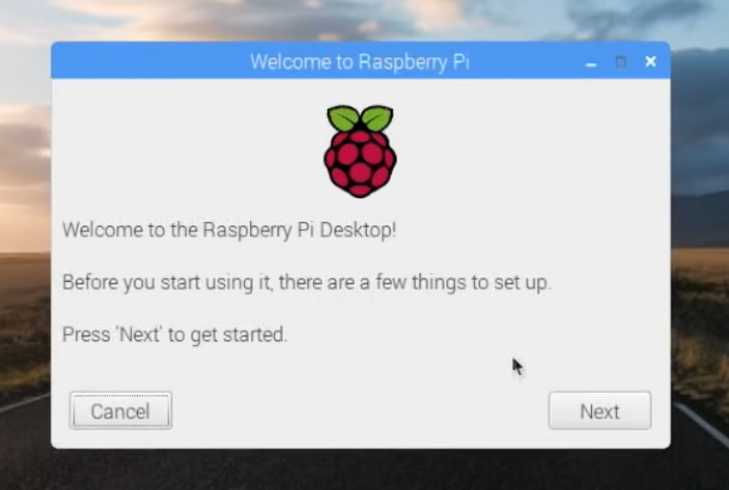 Welcome to Raspberry Pi
Welcome to the Raspberry Pi Desktop!
Before you start using it, there are a few things to set up.
Press 'Next' to get started.
Cancel
Next